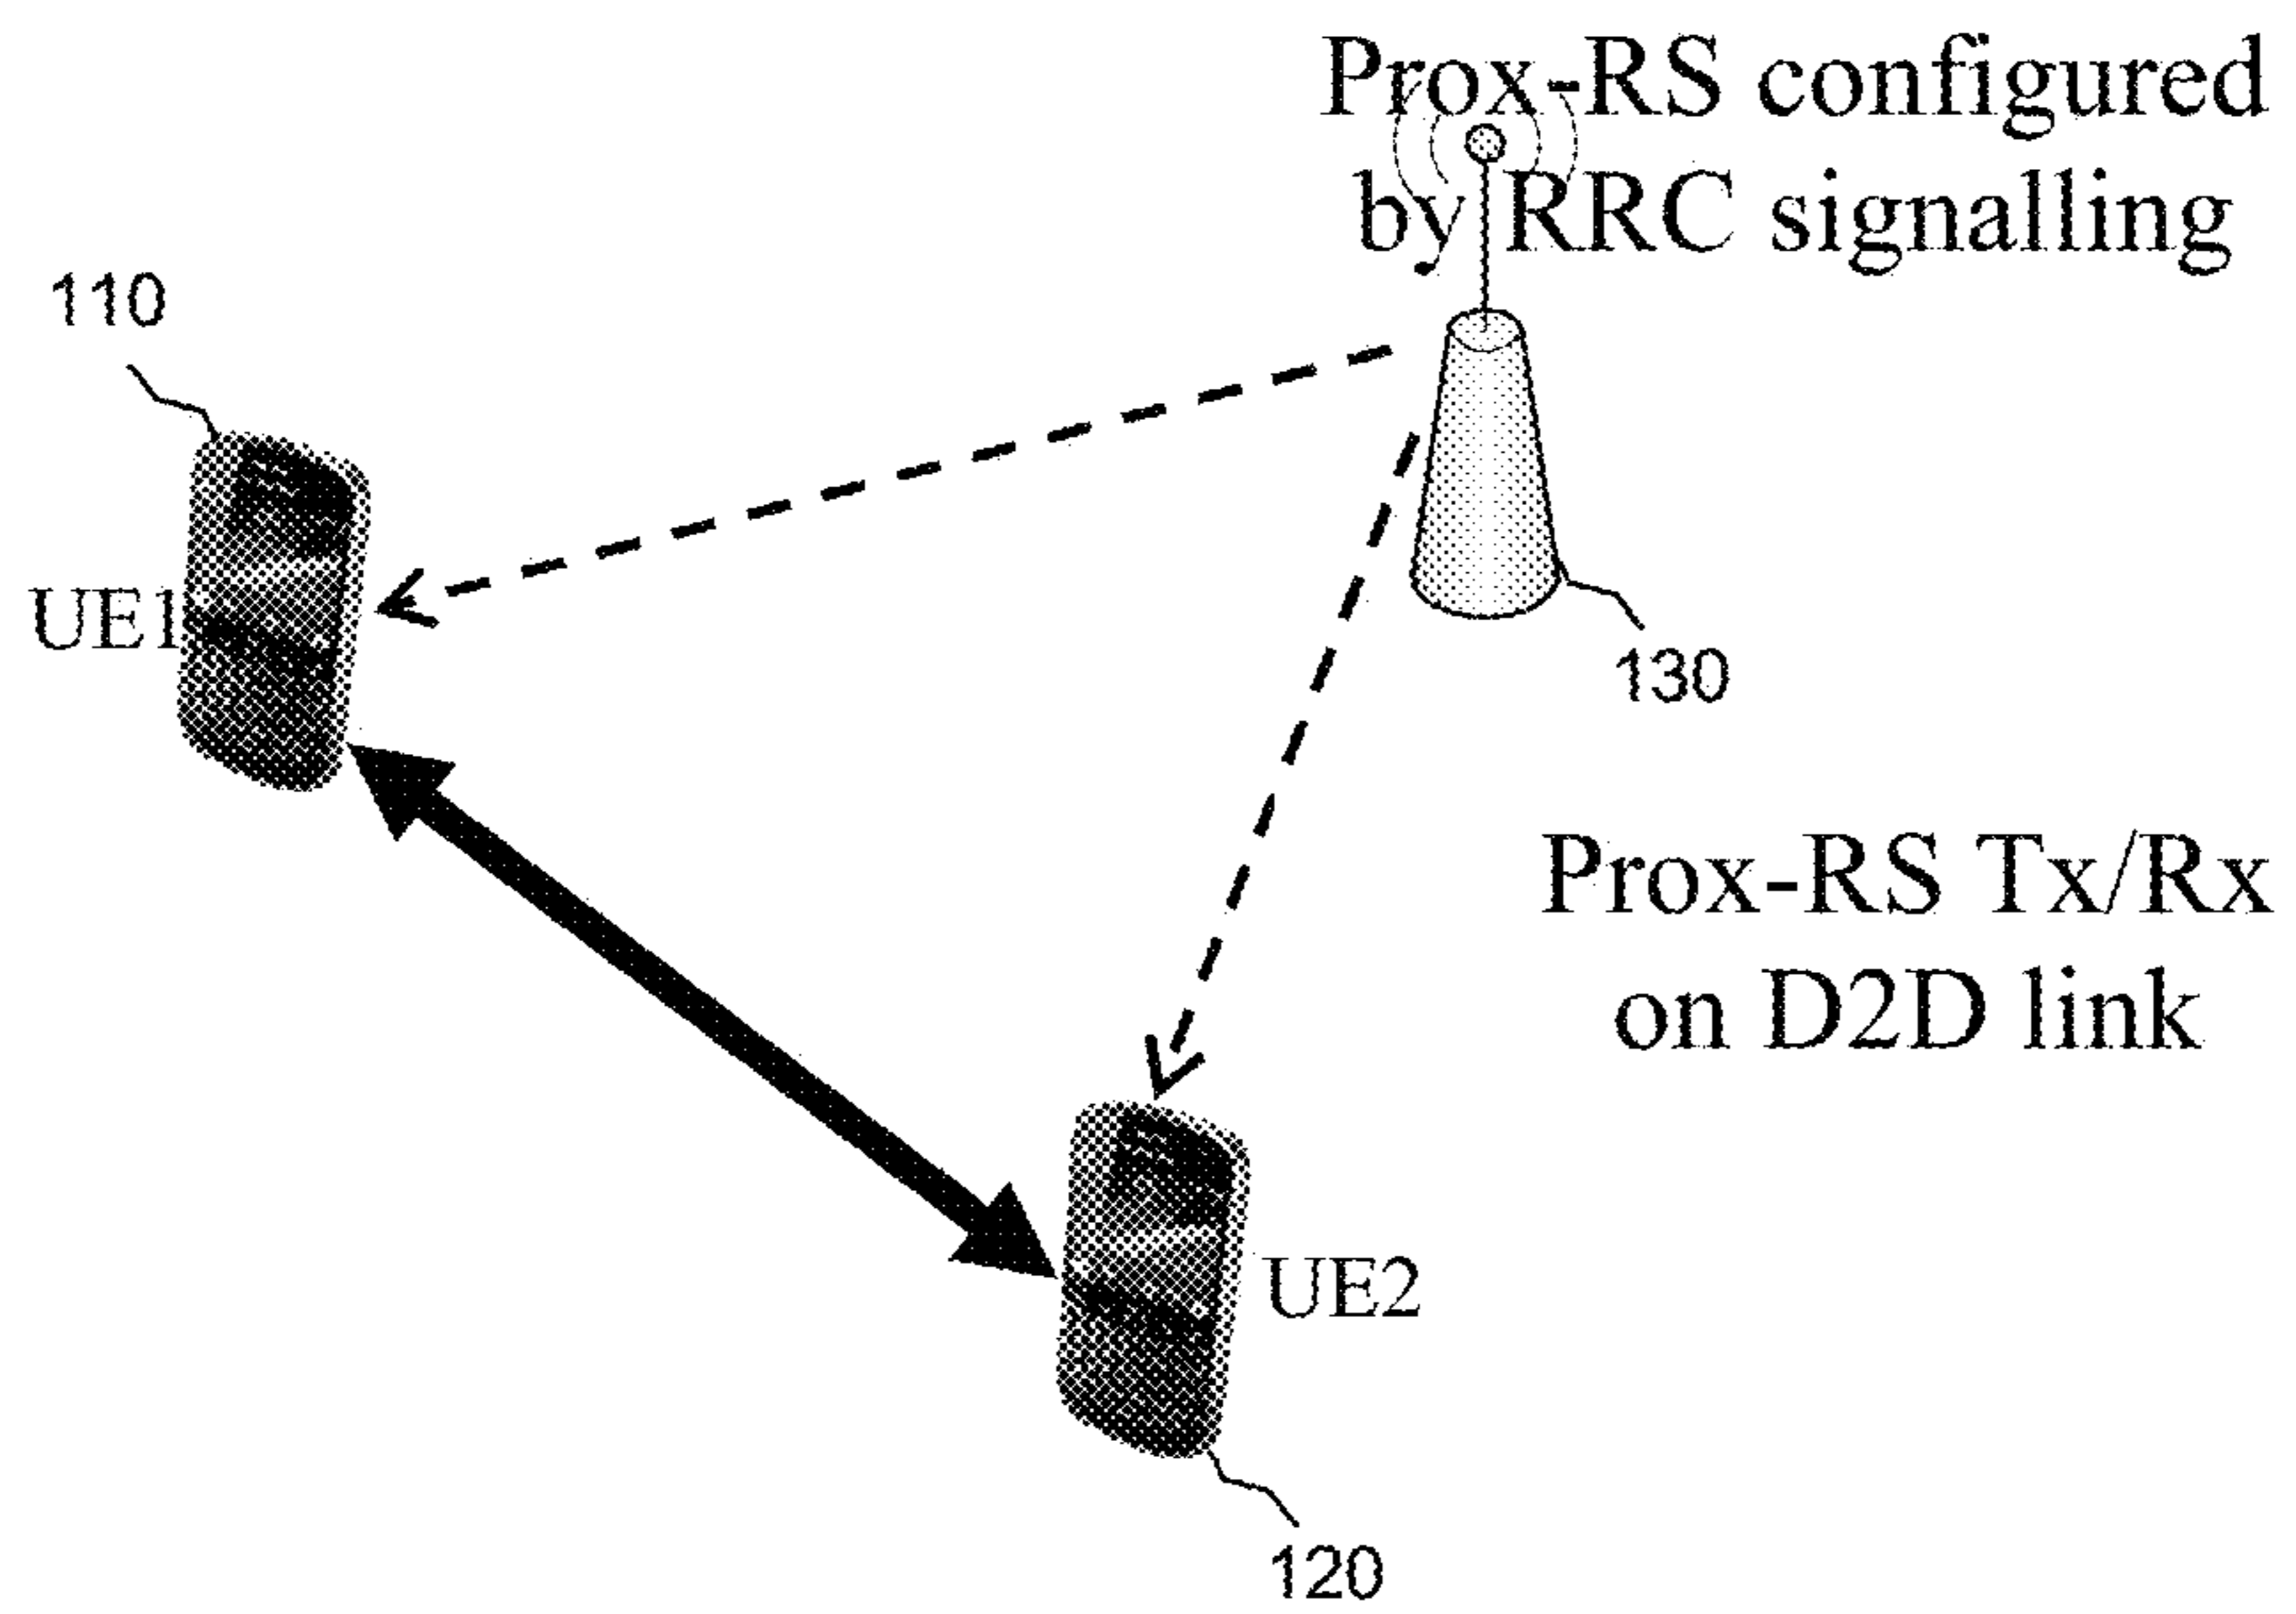 Prox-RS configured
by RRC signalling
110
UE1
130
Prox-RS Tx/Rx
on D2D link
UE2
120